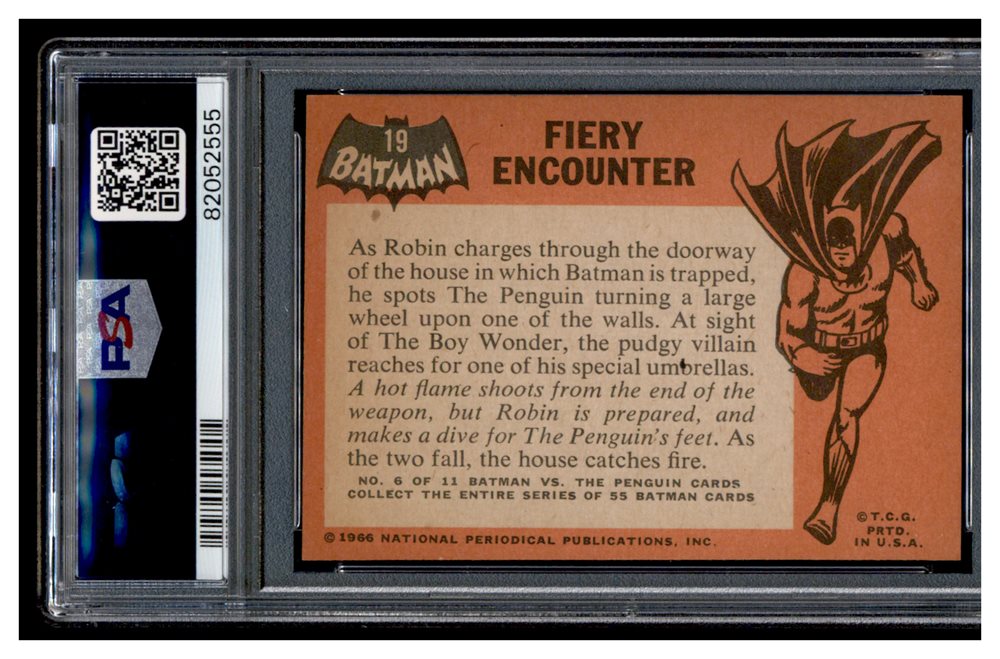 82052555
PSA
19
BATMAN
FIERY
ENCOUNTER
As Robin charges through the doorway
of the house in which Batman is trapped,
he spots The Penguin turning a large
wheel upon one of the walls. At sight
of The Boy Wonder, the pudgy villain
reaches for one of his special umbrellas.
A hot flame shoots from the end of the
weapon, but Robin is prepared, and
makes a dive for The Penguin's feet. As
the two fall, the house catches fire.
NO. 6 OF 11 BATMAN VS. THE PENGUIN CARDS
COLLECT THE ENTIRE SERIES OF 55 BATMAN CARDS
© 1966 NATIONAL PERIODICAL PUBLICATIONS, INC.
© T.C.G.
PRTD.
IN U.S.A.